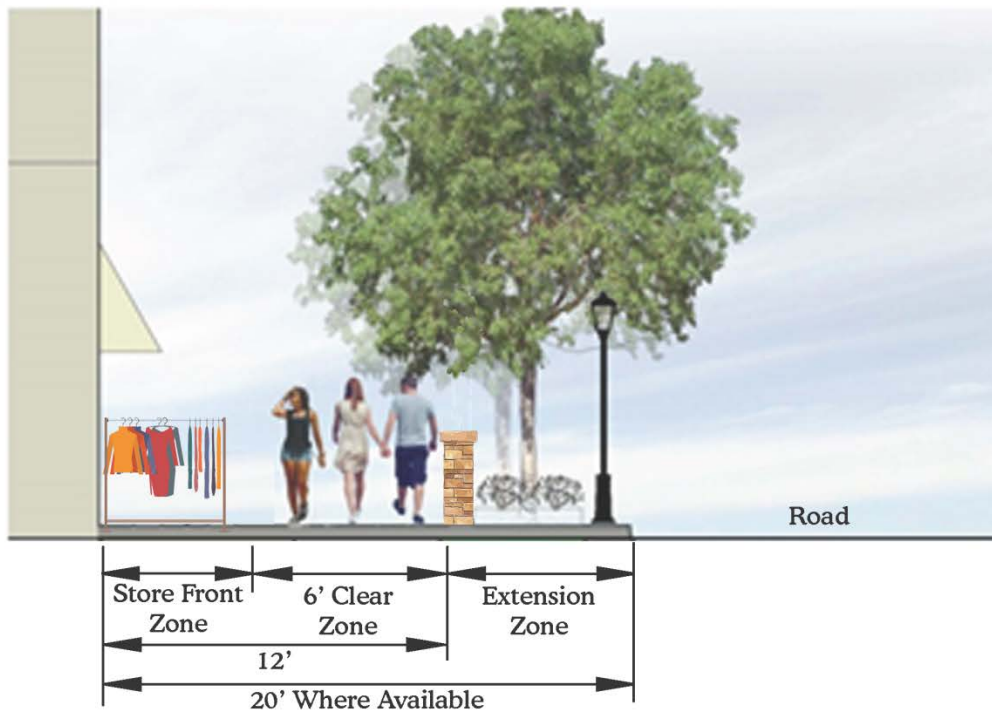 Road
Store Front
Zone
6’ Clear
Zone
Extension
Zone
12’
20’ Where Available